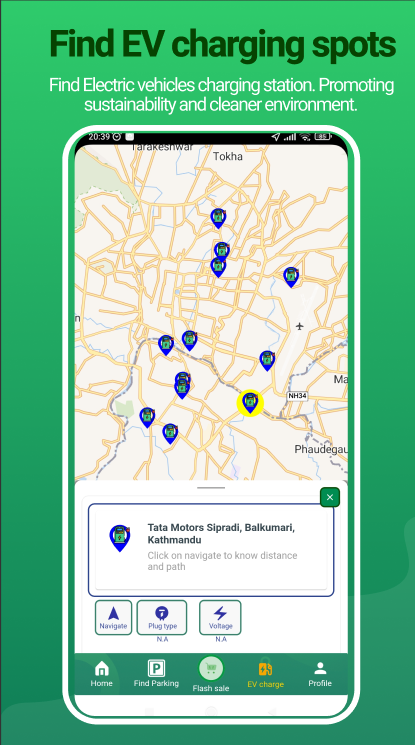 Find EV charging spots
Find Electric vehicles charging station. Promoting
sustainability and cleaner environment.
20:39
85
Tarakeshwar
Tokha
n
NH34
Ma
Phaudegau
Tata Motors Sipradi, Balkumari,
Kathmandu
Click on navigate to know distance
and path
Navigate
Plug type
Voltage
N.A
N.A
Home
Find Parking
Flash sale
EV charge
Profile